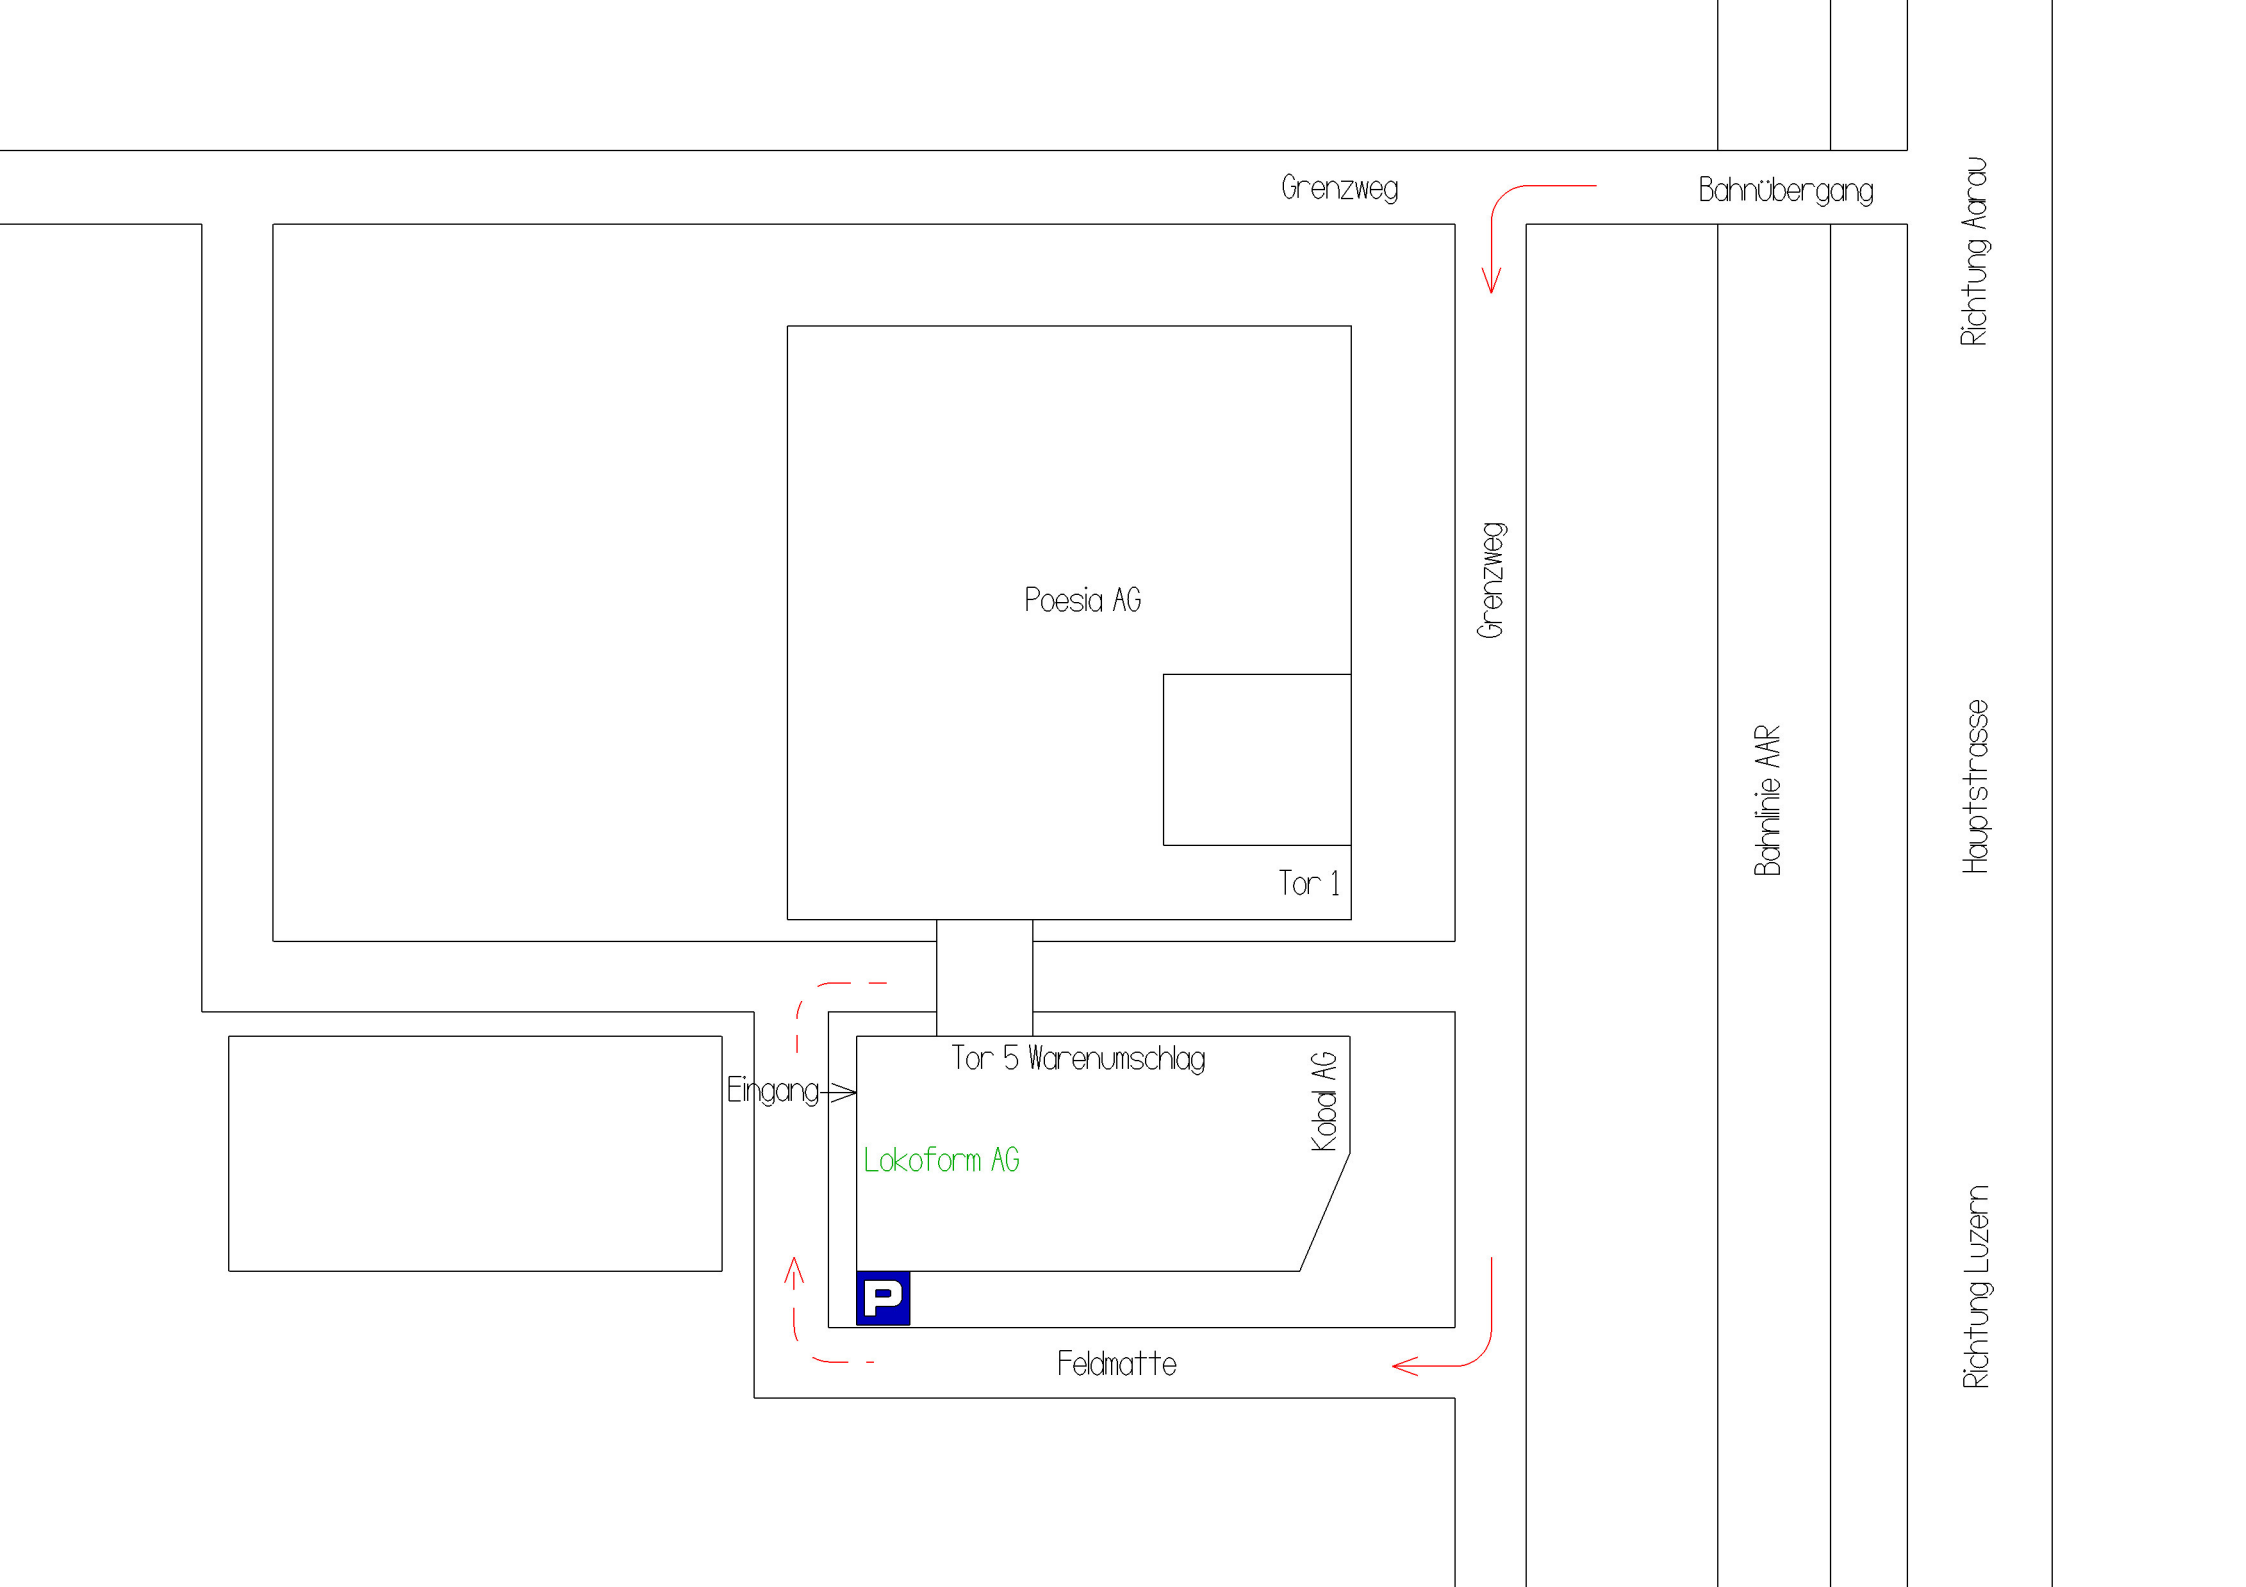 Grenzweg
Bahnübergang
Richtung Aarau
Grenzweg
Poesia AG
Hauptstrasse
Bahnlinie AAR
Tor 1
Tor 5 Warenumschlag
Kobal AG
Eingang
Lokoform AG
Richtung Luzern
P
Feldmatte